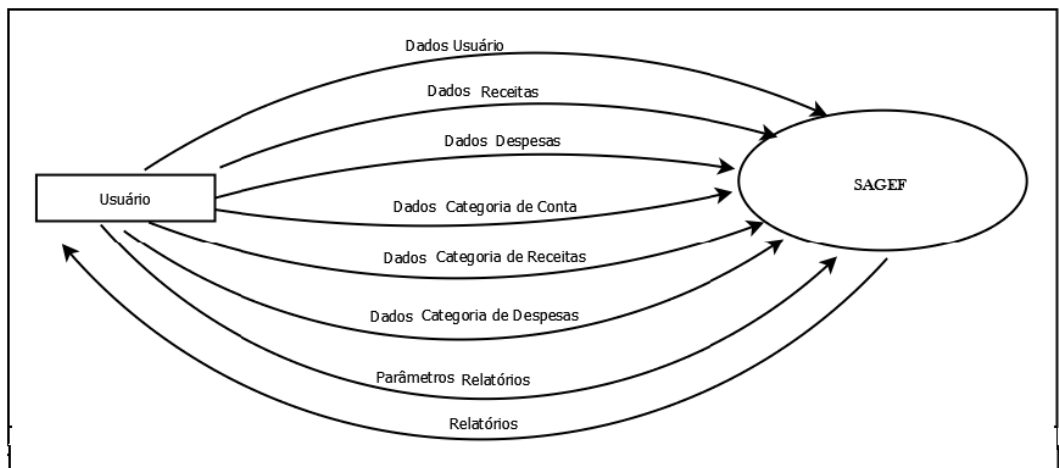 Dados Usuário
Dados Receitas
Dados Despesas
Usuário
SAGEF
Dados Categoria de Conta
Dados Categoria de Receitas
Dados Categoria de Despesas
Parâmetros Relatórios
Relatórios